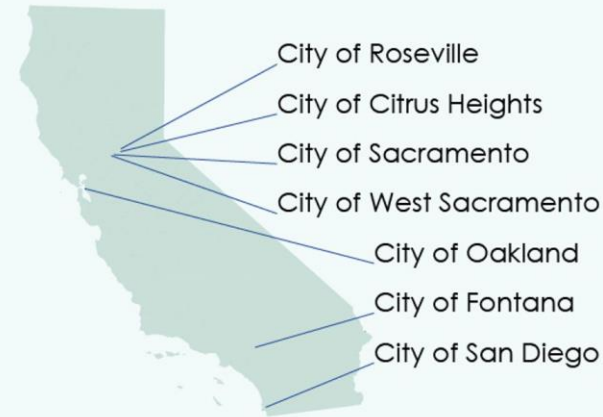 City of Roseville
City of Citrus Heights
City of Sacramento
City of West Sacramento
City of Oakland
City of Fontana
City of San Diego